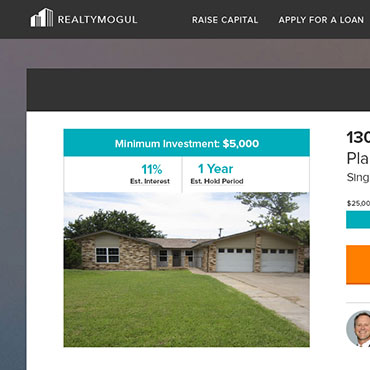 REALTYMOGUL
RAISE CAPITAL
APPLY FOR A LOAN
Minimum Investment: $5,000
11%
Est. Interest
1 Year
Est. Hold Period
130
Pla
Sing
$25,00